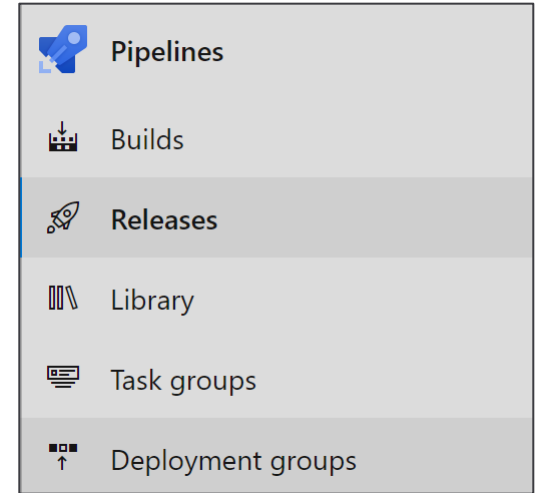 Pipelines
Builds
Releases
Library
Task groups
Deployment groups